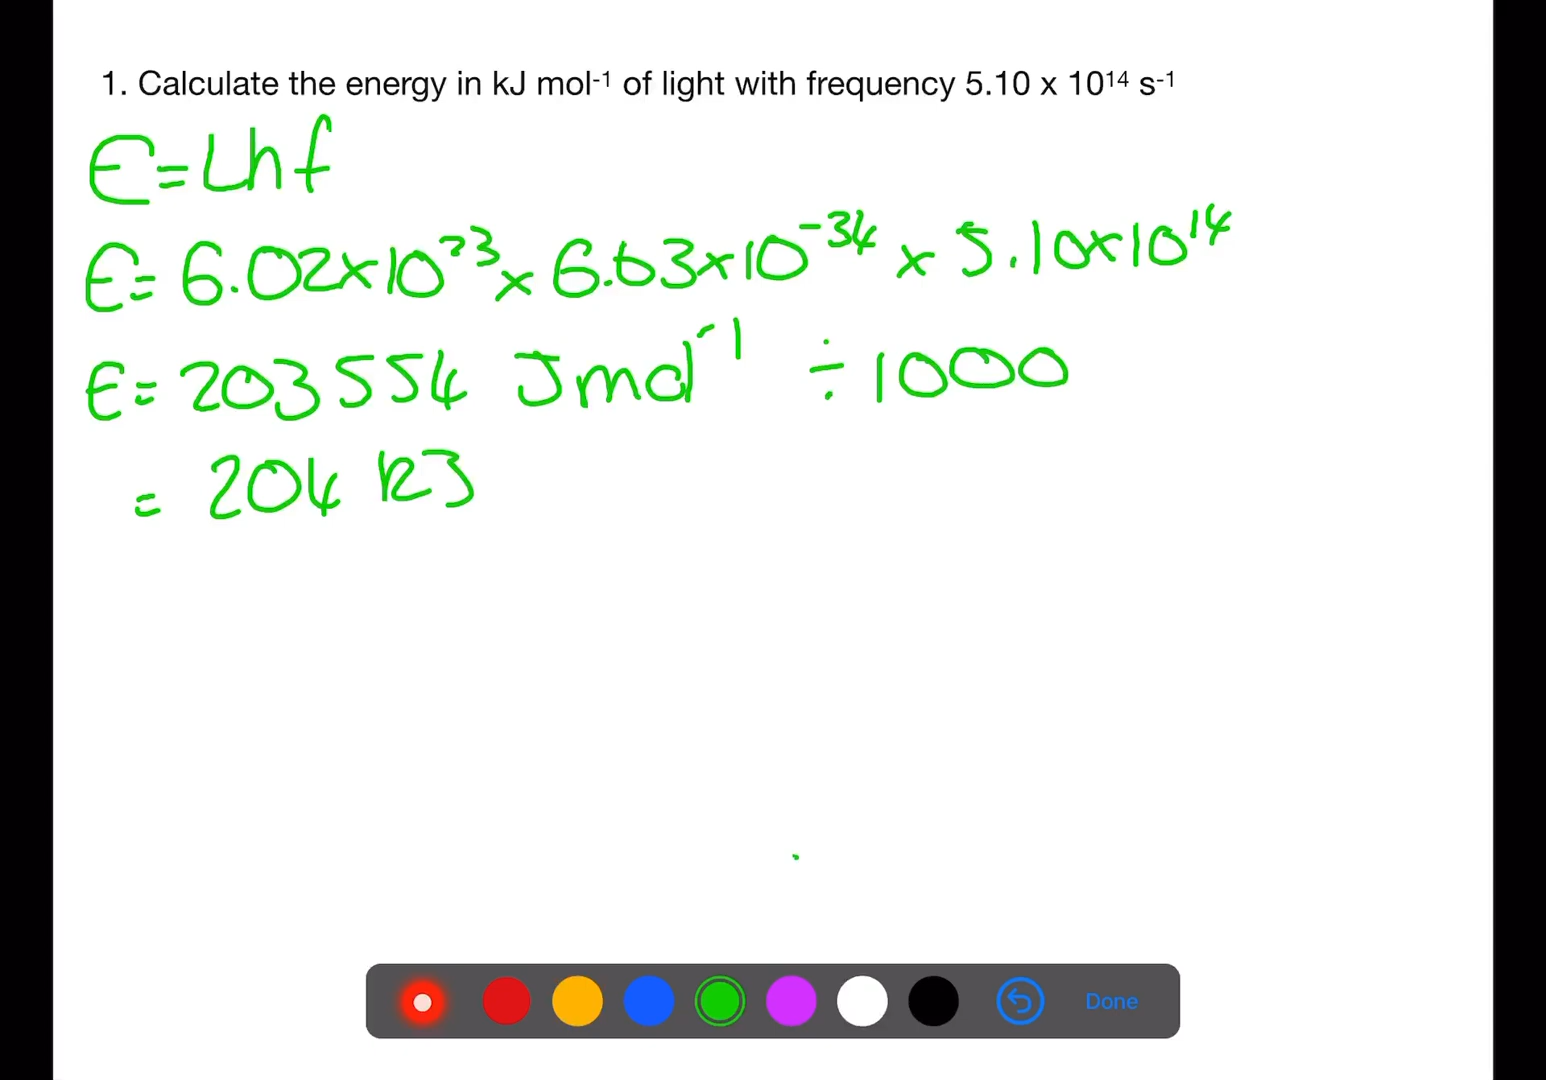 1. Calculate the energy in kJ mol-1 of light with frequency 5.10 x 10¹⁴ s-¹
E=Lhf
E= 6.02x10²³ x 6.63x10⁻³⁴ x 5.10x10¹⁴
E= 203554 Jmol⁻¹ ÷1000
= 204 kJ
Done